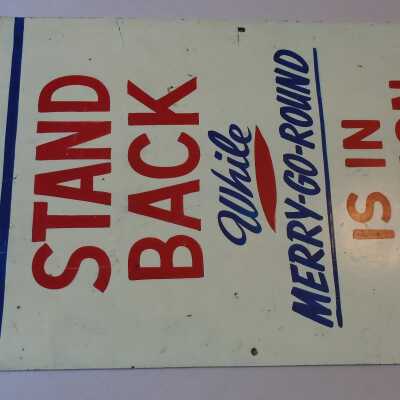 STAND
BACK
While
MERRY-GO-ROUND
IS IN